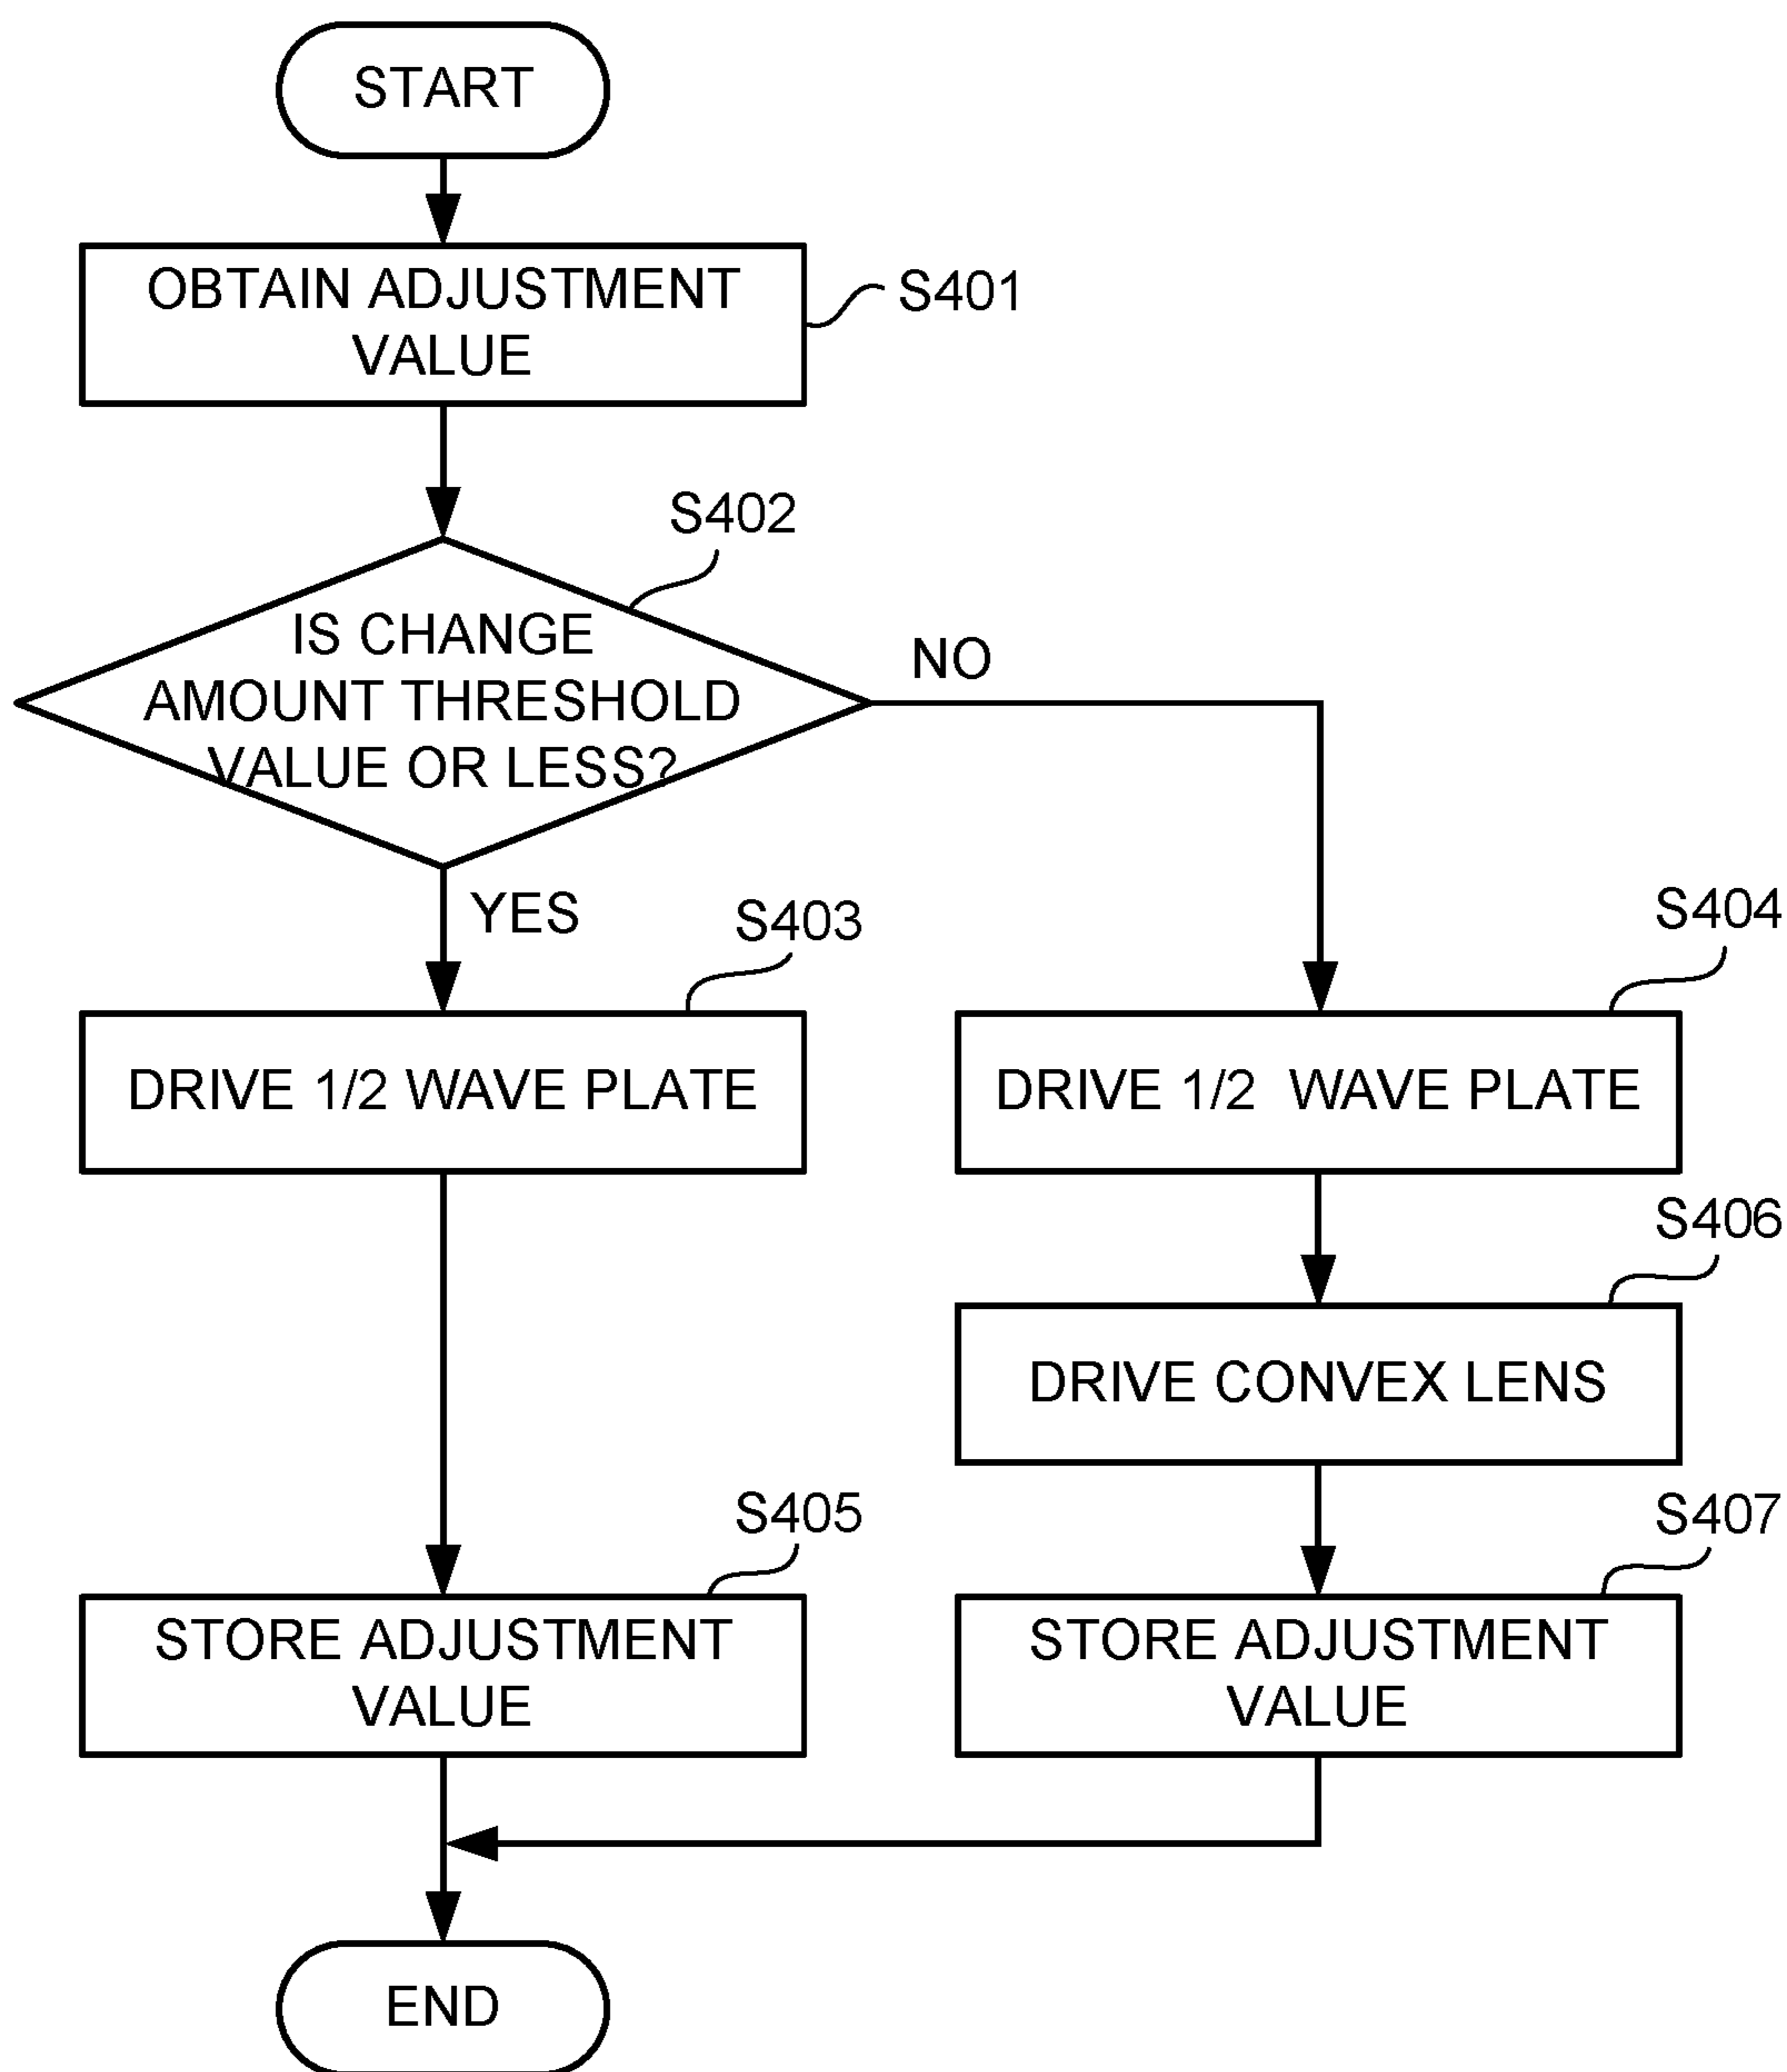 START
OBTAIN ADJUSTMENT
VALUE
S401
S402
IS CHANGE
AMOUNT THRESHOLD
VALUE OR LESS?
NO
YES
S403
DRIVE 1/2 WAVE PLATE
S404
DRIVE 1/2 WAVE PLATE
S406
DRIVE CONVEX LENS
S405
STORE ADJUSTMENT
VALUE
S407
STORE ADJUSTMENT
VALUE
END